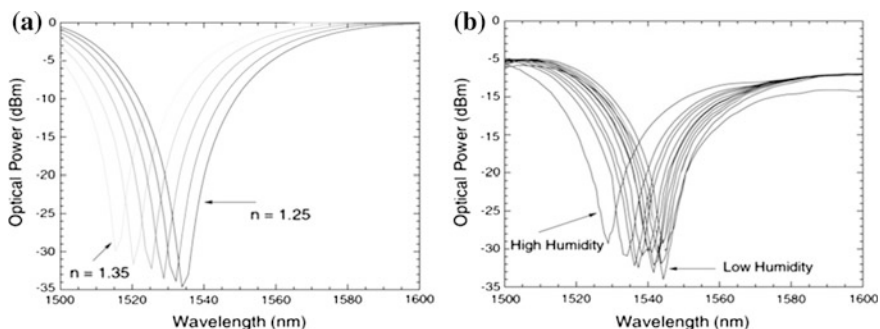 (a)
Optical Power (dBm)
0
-5
-10
-15
-20
-25
-30
-35
n = 1.25
n = 1.35
1500
1520
1540
1560
1580
1600
Wavelength (nm)
(b)
Optical Power (dBm)
0
-5
-10
-15
-20
-25
-30
-35
High Humidity
Low Humidity
1500
1520
1540
1560
1580
1600
Wavelength (nm)